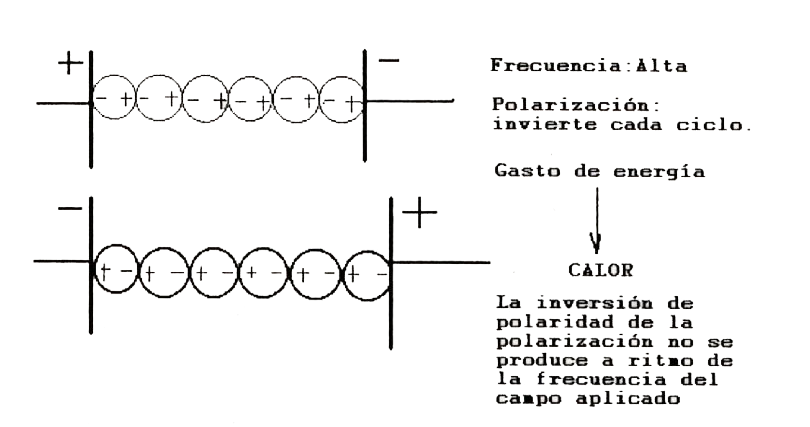 + −
− + − + − + − + − + − +
Frecuencia:Alta
Polarización:
invierte cada ciclo.
Gasto de energía
− +
+ − + − + − + − + − + −
CALOR
La inversión de
polaridad de la
polarización no se
produce a ritmo de
la frecuencia del
campo aplicado